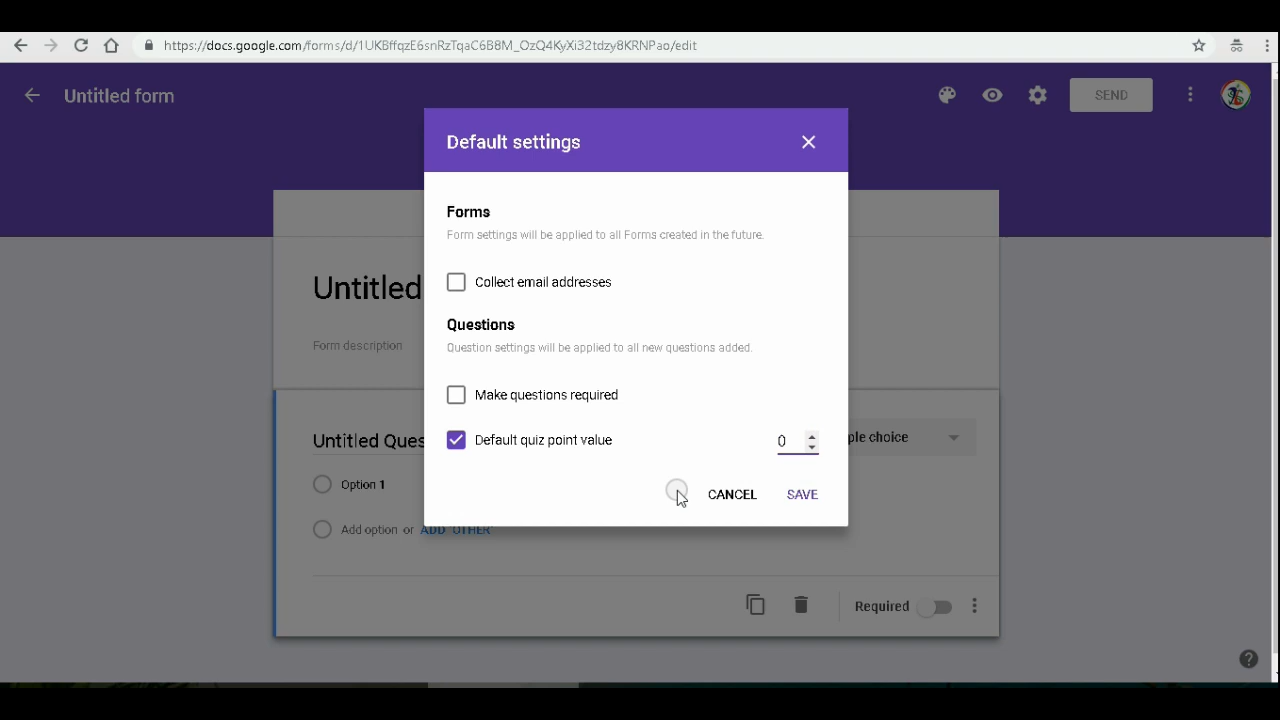 https://docs.google.com/forms/d/1UKBffqzE6snRzTqaC6B8M_OzQ4KyXi32tdzy8KRNPao/edit
Untitled form
SEND
Default settings
Forms
Form settings will be applied to all Forms created in the future.
Collect email addresses
Untitled
Questions
Form description
Question settings will be applied to all new questions added.
Make questions required
Untitled Ques
Default quiz point value
0
ple choice
Option 1
CANCEL
SAVE
Add option or ADD "OTHER"
Required